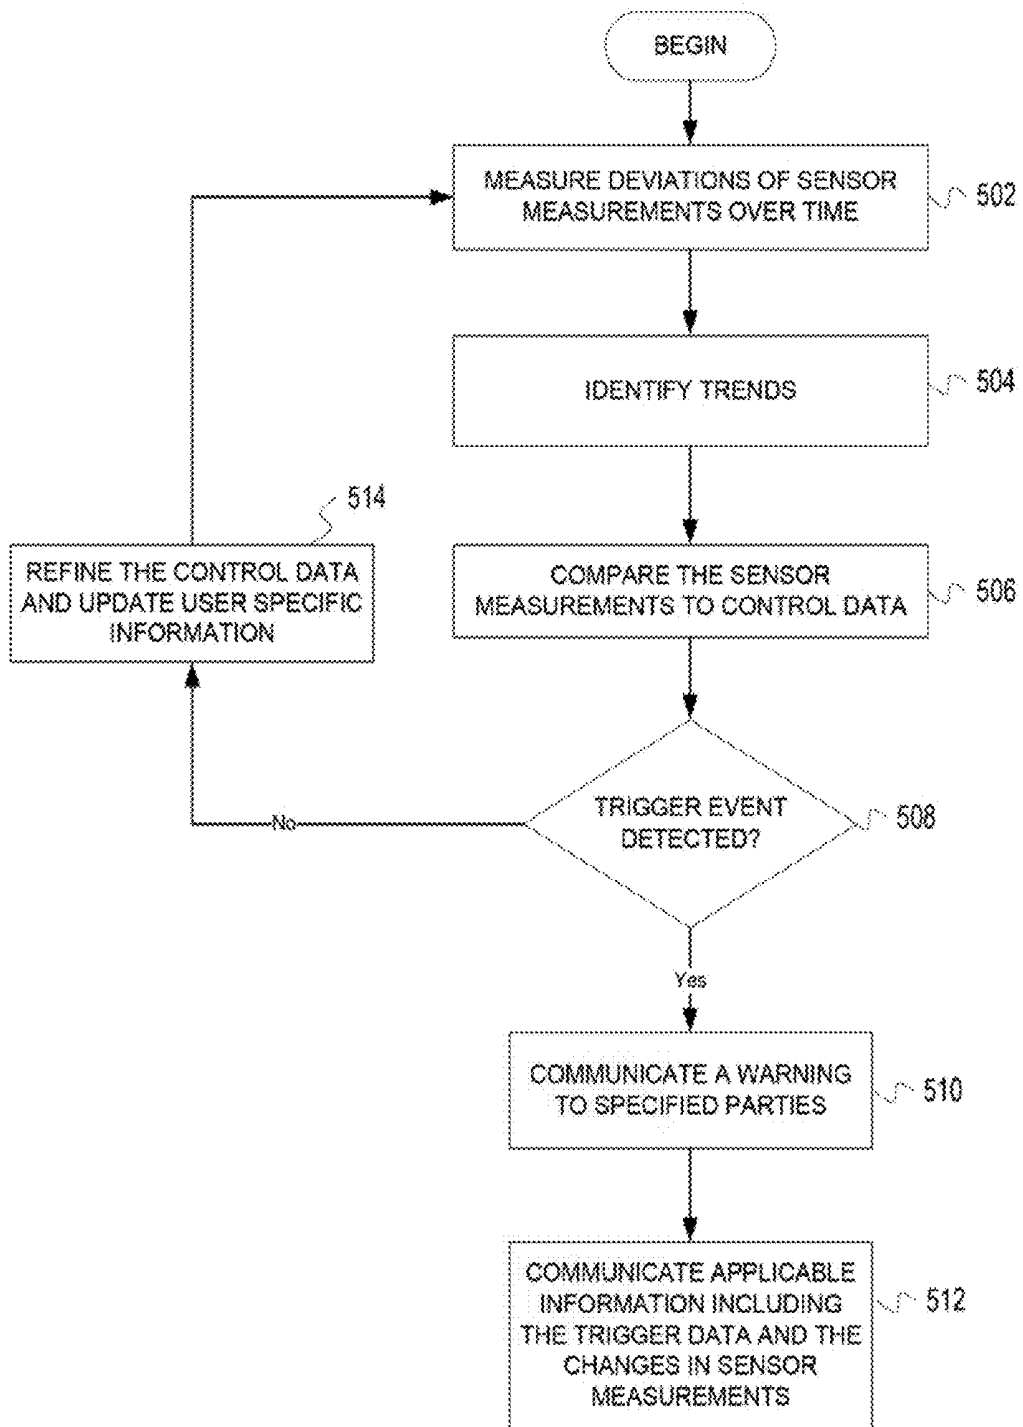 BEGIN
MEASURE DEVIATIONS OF SENSOR
MEASUREMENTS OVER TIME
502
IDENTIFY TRENDS
504
514
REFINE THE CONTROL DATA
AND UPDATE USER SPECIFIC
INFORMATION
COMPARE THE SENSOR
MEASUREMENTS TO CONTROL DATA
506
TRIGGER EVENT
DETECTED?
508
No
Yes
COMMUNICATE A WARNING
TO SPECIFIED PARTIES
510
COMMUNICATE APPLICABLE
INFORMATION INCLUDING
THE TRIGGER DATA AND THE
CHANGES IN SENSOR
MEASUREMENTS
512